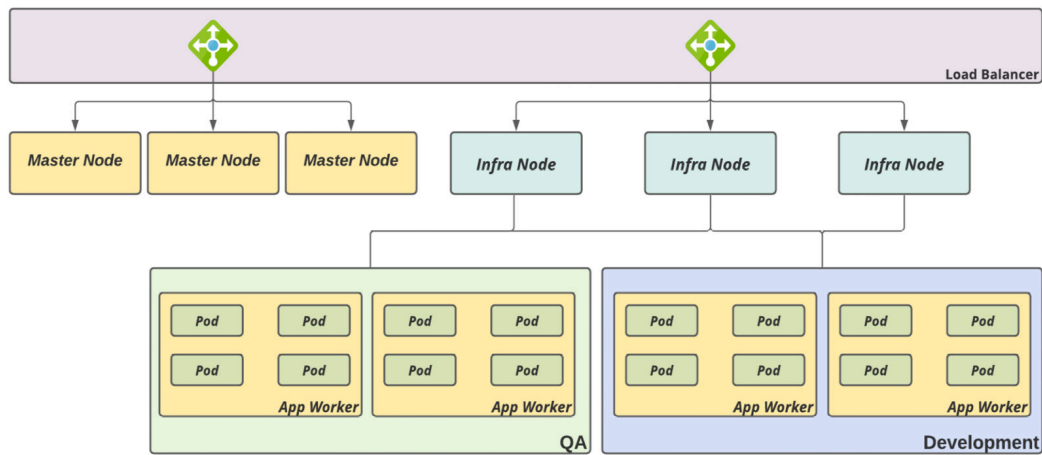 Load Balancer
Master Node
Master Node
Master Node
Infra Node
Infra Node
Infra Node
Pod
Pod
Pod
Pod
App Worker
Pod
Pod
Pod
Pod
App Worker
QA
Pod
Pod
Pod
Pod
App Worker
Pod
Pod
Pod
Pod
App Worker
Development